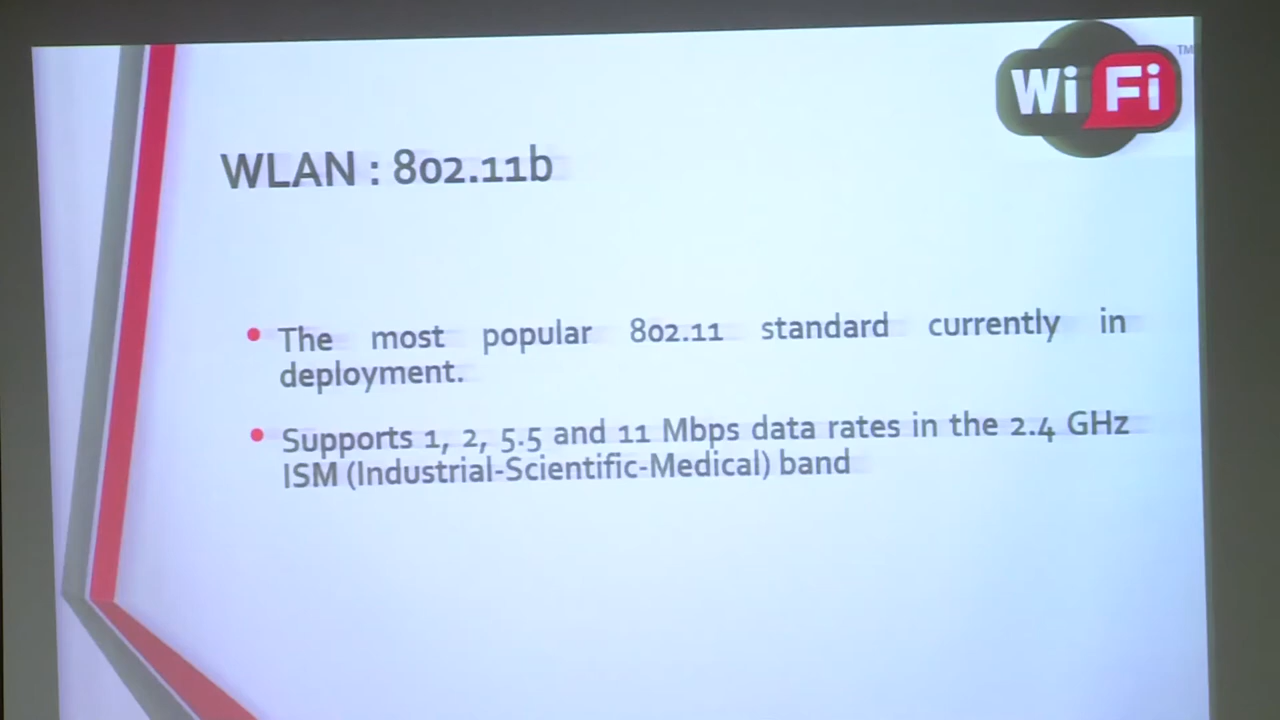 Wi Fi TM
WLAN : 802.11b
The most popular 802.11 standard currently in
deployment.
Supports 1, 2, 5.5 and 11 Mbps data rates in the 2.4 GHz
ISM (Industrial-Scientific-Medical) band